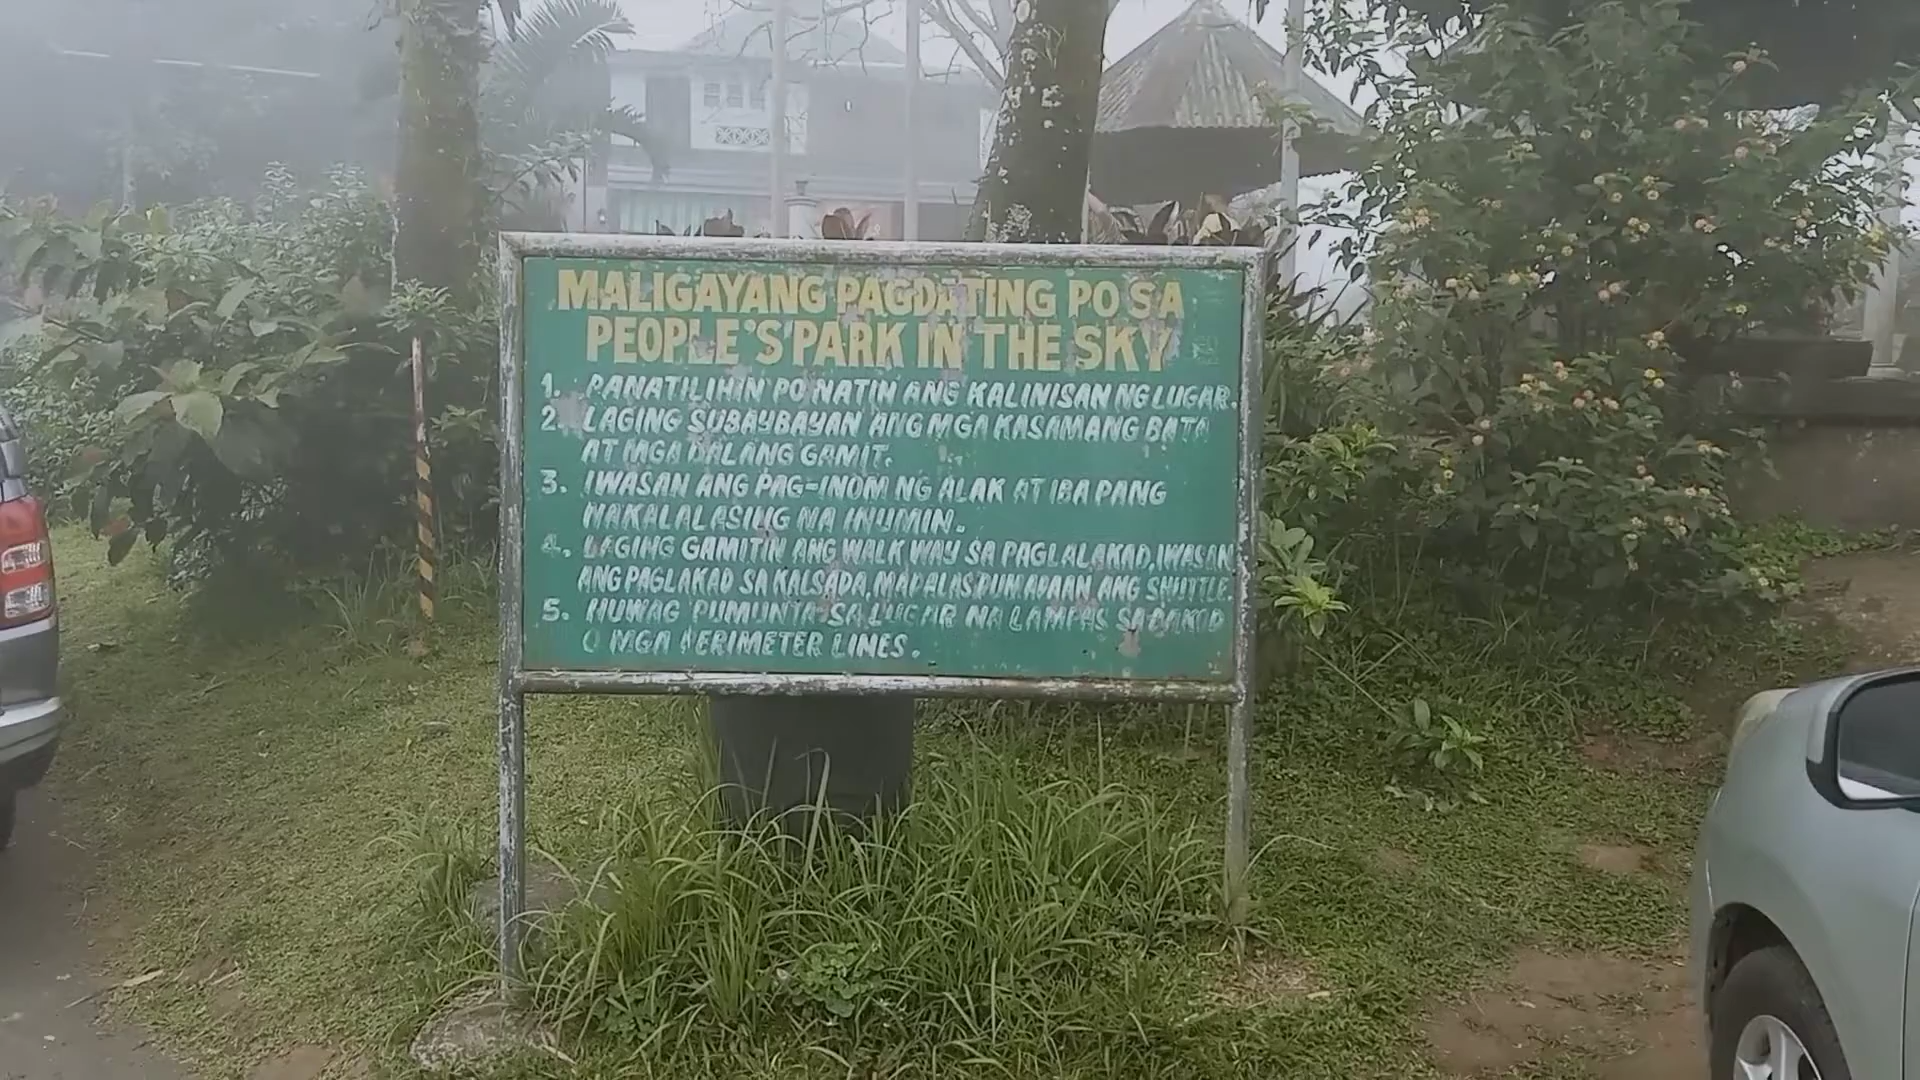 MALIGAYANG PAGDATING PO SA
PEOPLE'S PARK IN THE SKY
1. PANATILIHIN PO NATIN ANG KALINISAN NG LUGAR.
2. LAGING SUBAYBAYAN ANG MGA KASAMANG BATA
AT MGA DALANG GAMIT.
3. IWASAN ANG PAG-INOM NG ALAK AT IBA PANG
NAKALALASING NA INUMIN.
4. LAGING GAMITIN ANG WALK WAY SA PAGLALAKAD, IWASAN
ANG PAGLAKAD SA KALSADA, MADALAS DUMADAAN ANG SHUTTLE.
5. HUWAG PUMUNTA SA LUGAR NA LAMPAS SA BAKOD
O MGA PERIMETER LINES.